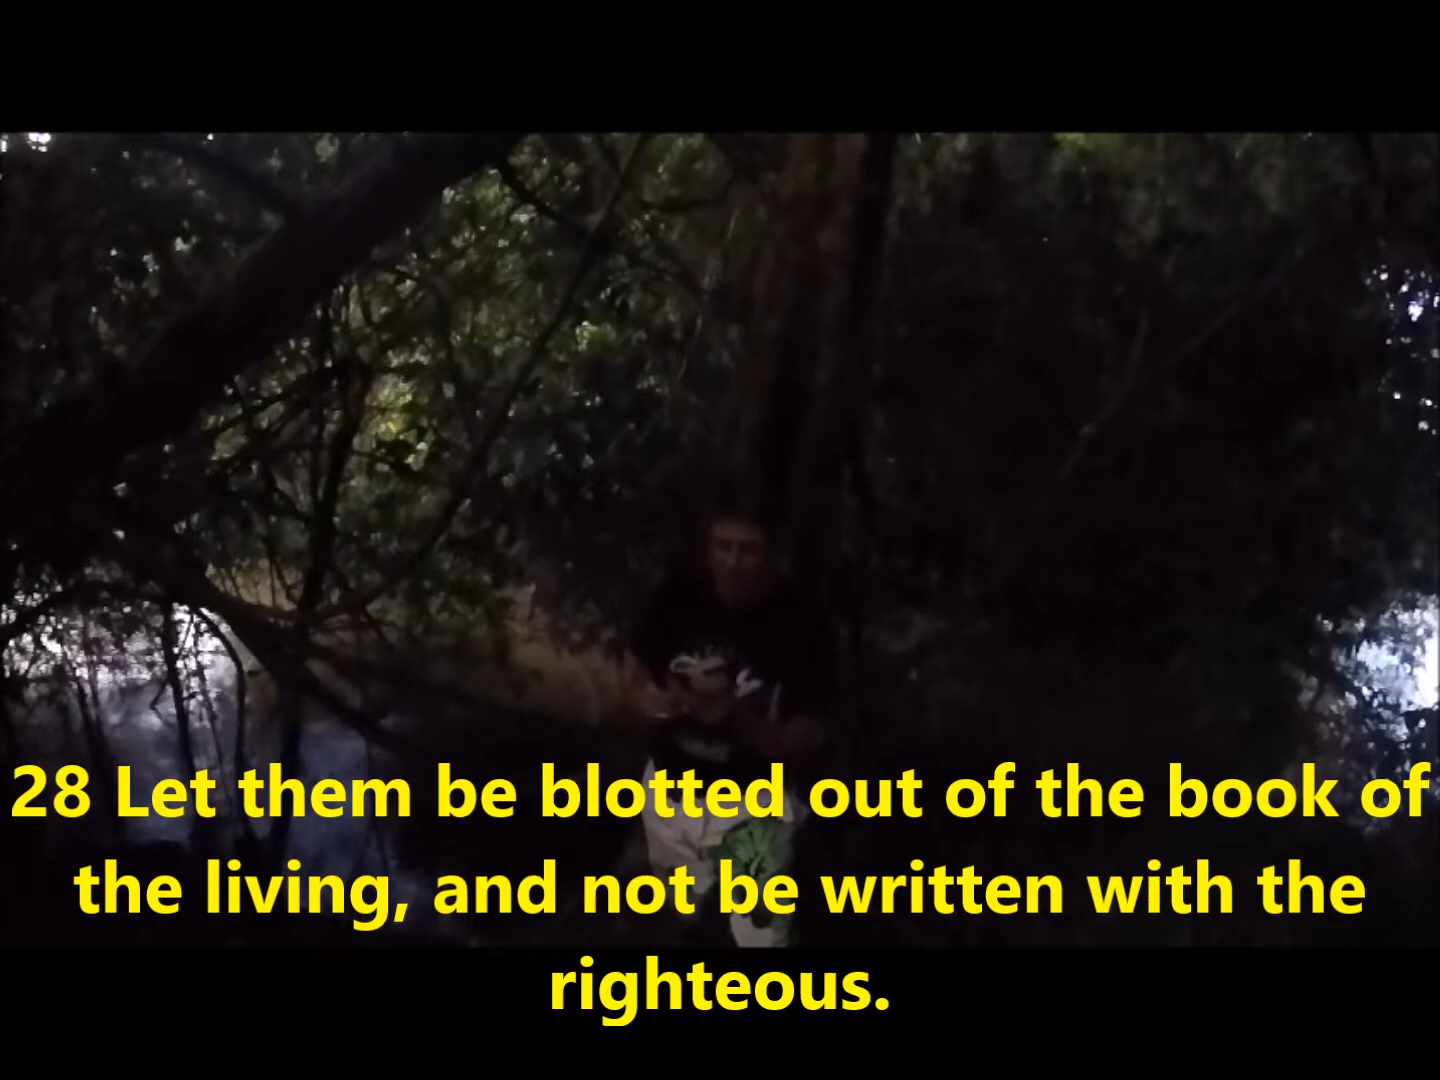 28 Let them be blotted out of the book of
the living, and not be written with the
righteous.